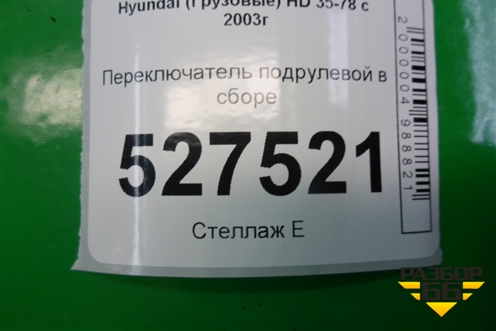 Hyundai (Грузовые) HD 35-78 с
2003г
Переключатель подрулевой в
сборе
527521
Стеллаж Е
2000004988821
РАЗБОР
66